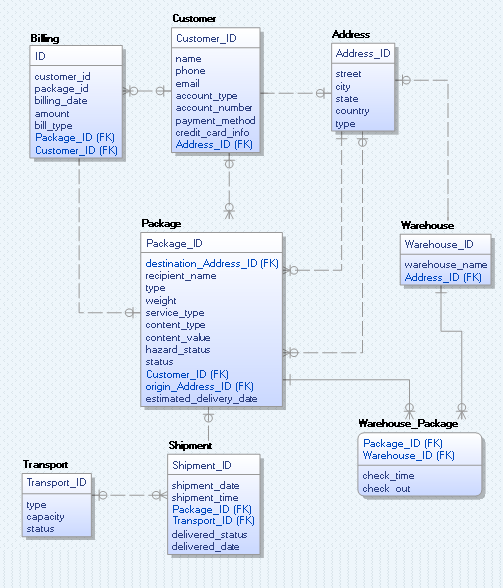 Billing
ID
customer_id
package_id
billing_date
amount
bill_type
Package_ID (FK)
Customer_ID (FK)
Customer
Customer_ID
name
phone
email
account_type
account_number
payment_method
credit_card_info
Address_ID (FK)
Address
Address_ID
street
city
state
country
type
Package
Package_ID
destination_Address_ID (FK)
recipient_name
type
weight
service_type
content_type
content_value
hazard_status
status
Customer_ID (FK)
origin_Address_ID (FK)
estimated_delivery_date
Warehouse
Warehouse_ID
warehouse_name
Address_ID (FK)
Warehouse_Package
Package_ID (FK)
Warehouse_ID (FK)
check_time
check_out
Transport
Transport_ID
type
capacity
status
Shipment
Shipment_ID
shipment_date
shipment_time
Package_ID (FK)
Transport_ID (FK)
delivered_status
delivered_date